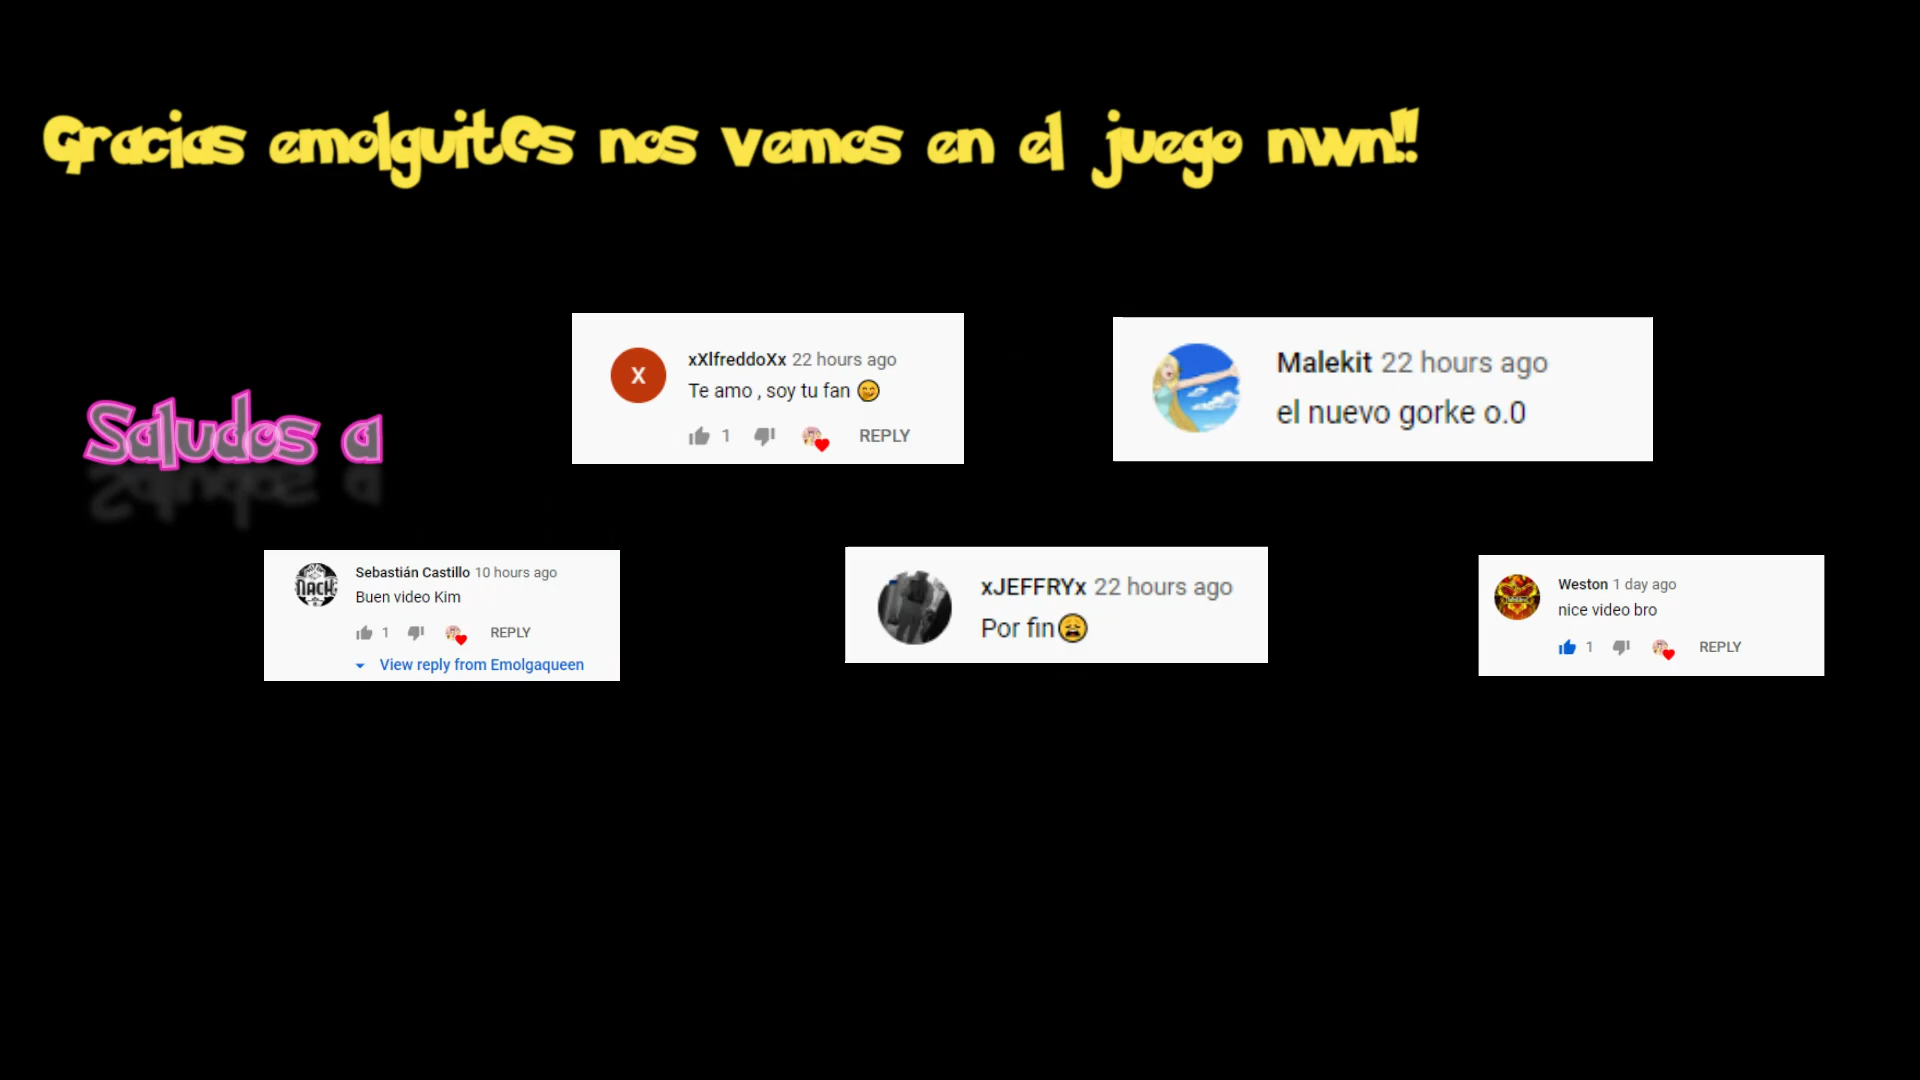 Gracias emolguit@s nos vemos en el juego nwn!!
Saludos a
X
xXlfreddoXx 22 hours ago
Te amo , soy tu fan 😊
1 REPLY
Malekit 22 hours ago
el nuevo gorke o.0
NACH
Sebastián Castillo 10 hours ago
Buen video Kim
1 REPLY
View reply from Emolgaqueen
xJEFFRYx 22 hours ago
Por fin😩
Weston 1 day ago
nice video bro
1 REPLY